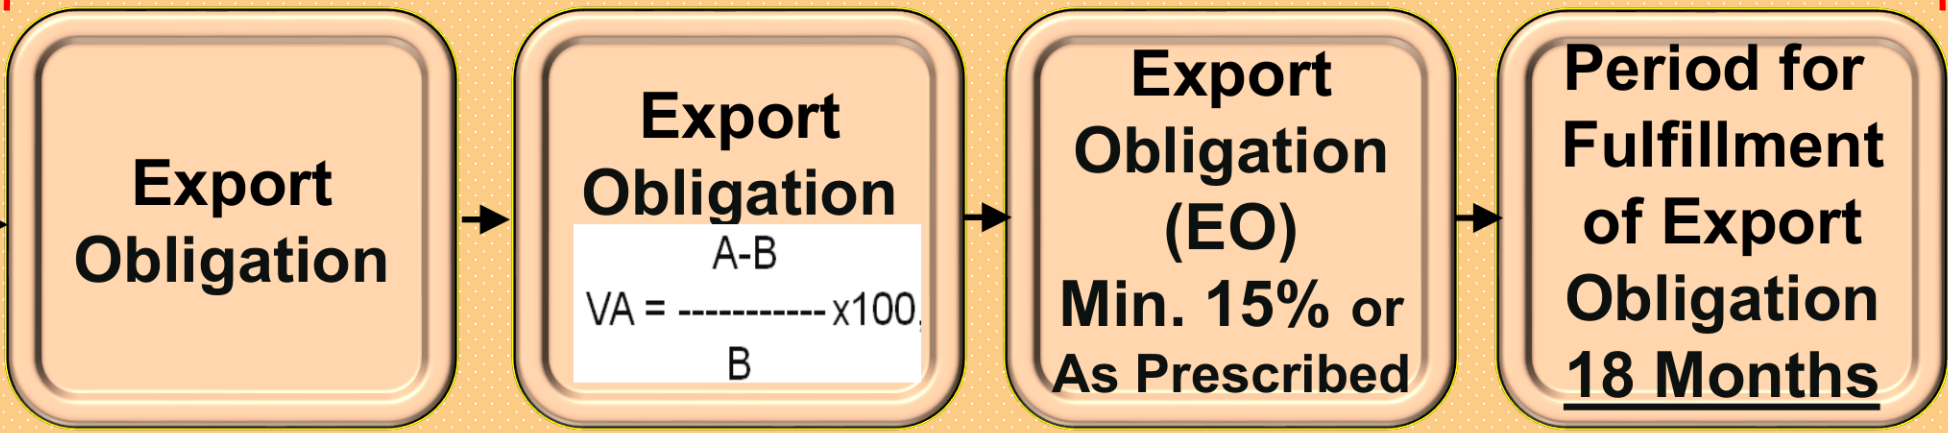 Export
Obligation
Export
Obligation
A-B
VA = ----------- x100,
B
Export
Obligation
(EO)
Min. 15% or
As Prescribed
Period for
Fulfillment
of Export
Obligation
18 Months